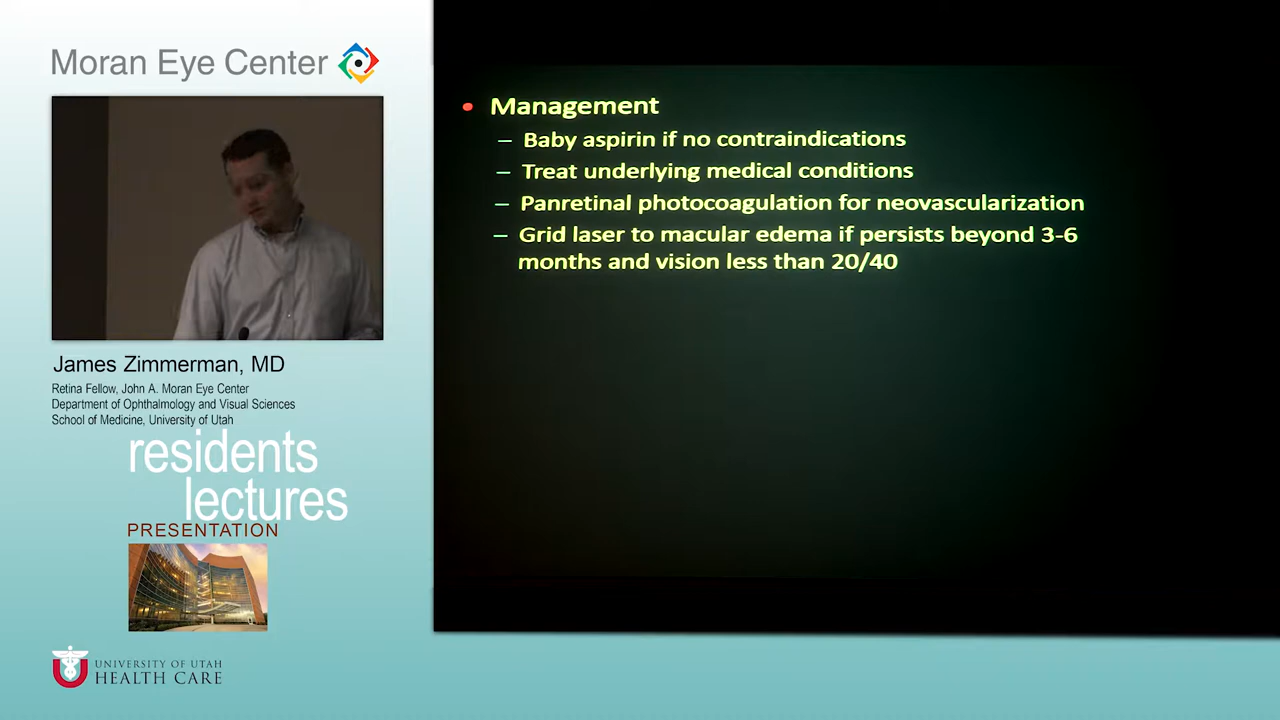 Moran Eye Center
James Zimmerman, MD
Retina Fellow, John A. Moran Eye Center
Department of Ophthalmology and Visual Sciences
School of Medicine, University of Utah
residents
lectures
PRESENTATION
UNIVERSITY OF UTAH
HEALTH CARE
U
• Management
– Baby aspirin if no contraindications
– Treat underlying medical conditions
– Panretinal photocoagulation for neovascularization
– Grid laser to macular edema if persists beyond 3-6
months and vision less than 20/40